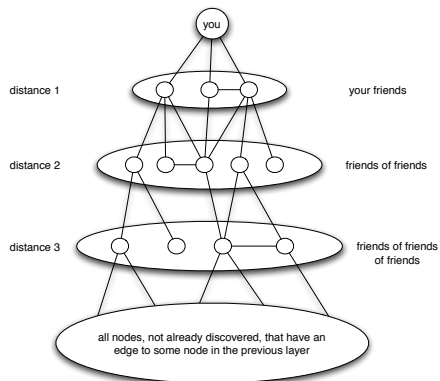 you
distance 1
your friends
distance 2
friends of friends
distance 3
friends of friends
of friends
all nodes, not already discovered, that have an
edge to some node in the previous layer